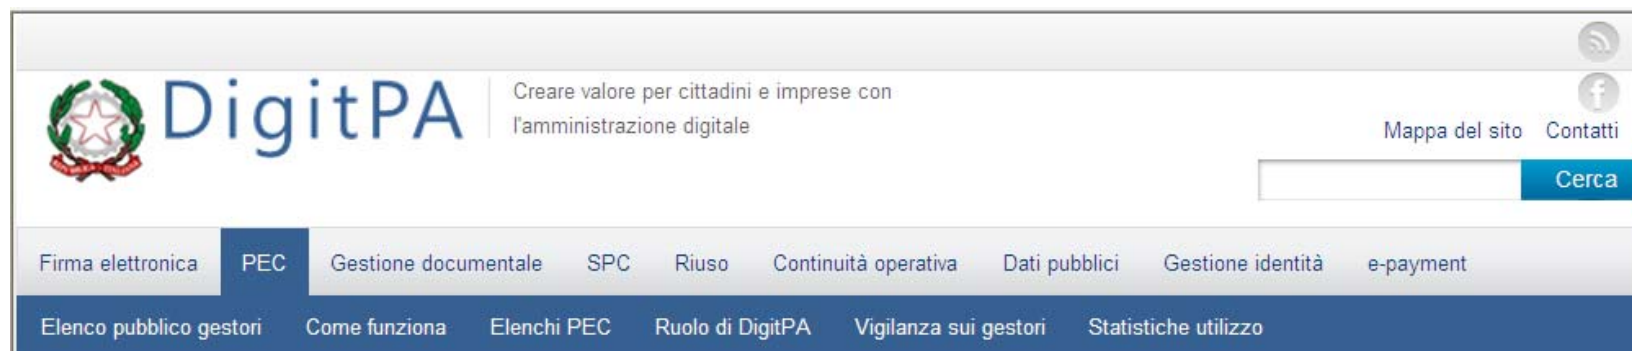 DigitPA
Creare valore per cittadini e imprese con
l'amministrazione digitale
Mappa del sito Contatti
Cerca
Firma elettronica PEC Gestione documentale SPC Riuso Continuità operativa Dati pubblici Gestione identità e-payment
Elenco pubblico gestori Come funziona Elenchi PEC Ruolo di DigitPA Vigilanza sui gestori Statistiche utilizzo